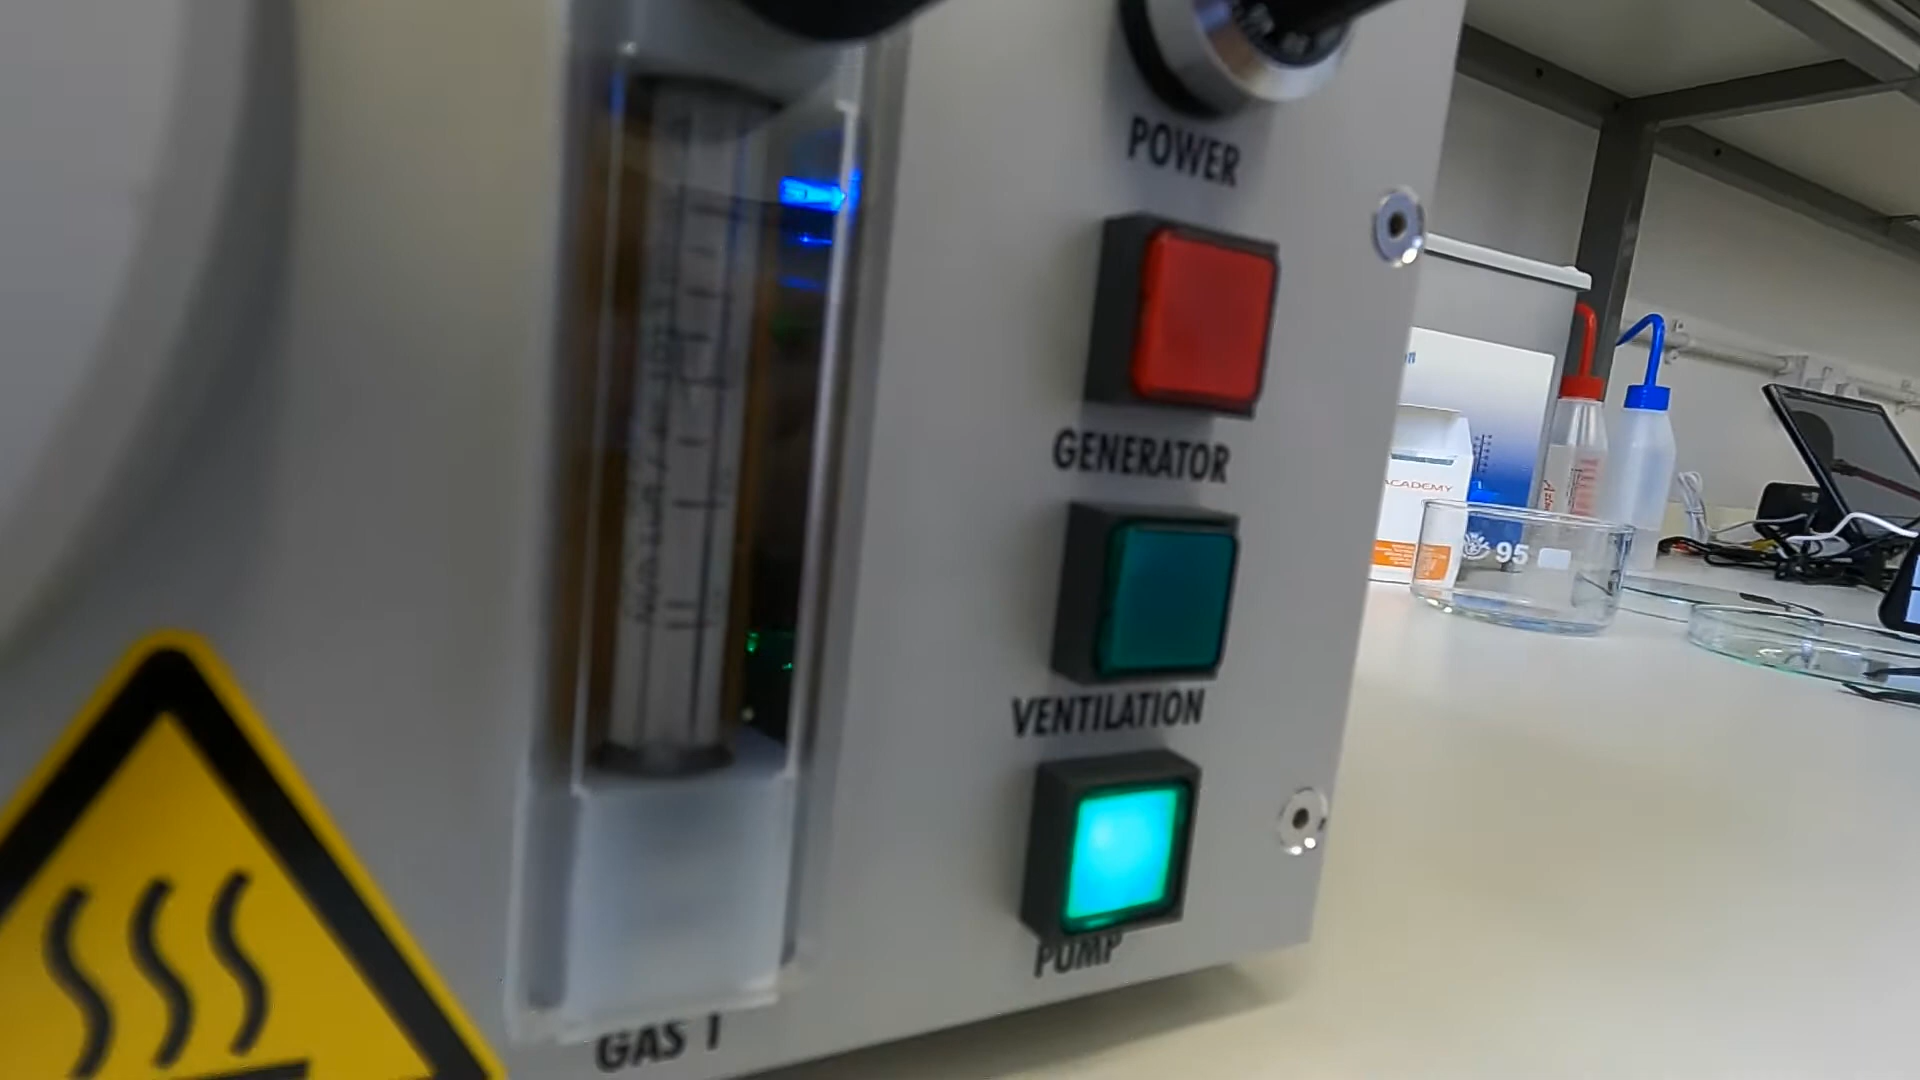 POWER
GENERATOR
VENTILATION
PUMP
GAS 1
ACADEMY
95